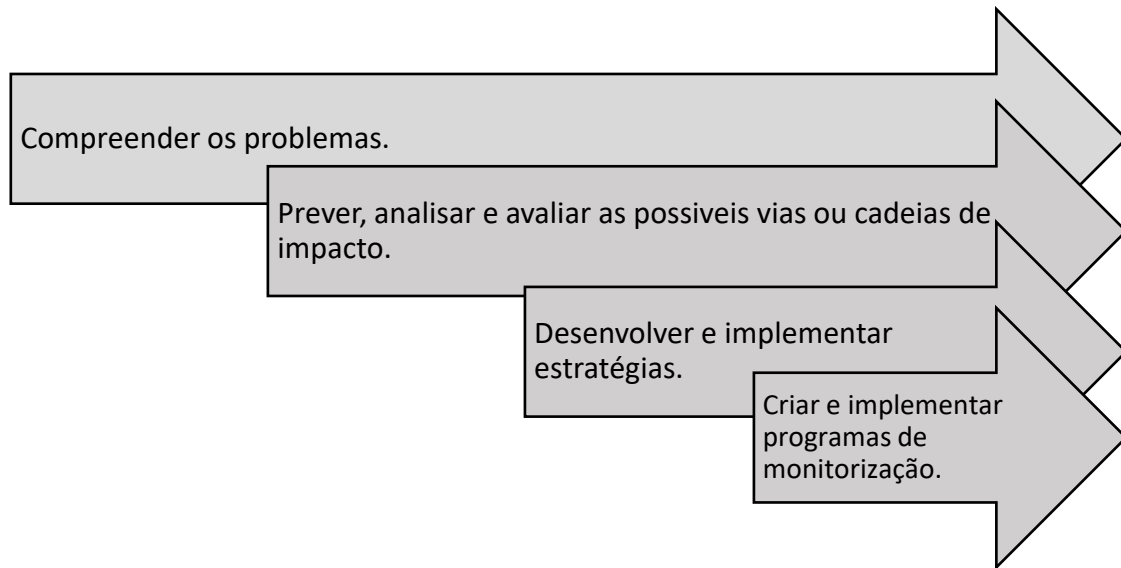 Compreender os problemas.
Prever, analisar e avaliar as possiveis vias ou cadeias de
impacto.
Desenvolver e implementar
estratégias.
Criar e implementar
programas de
monitorização.